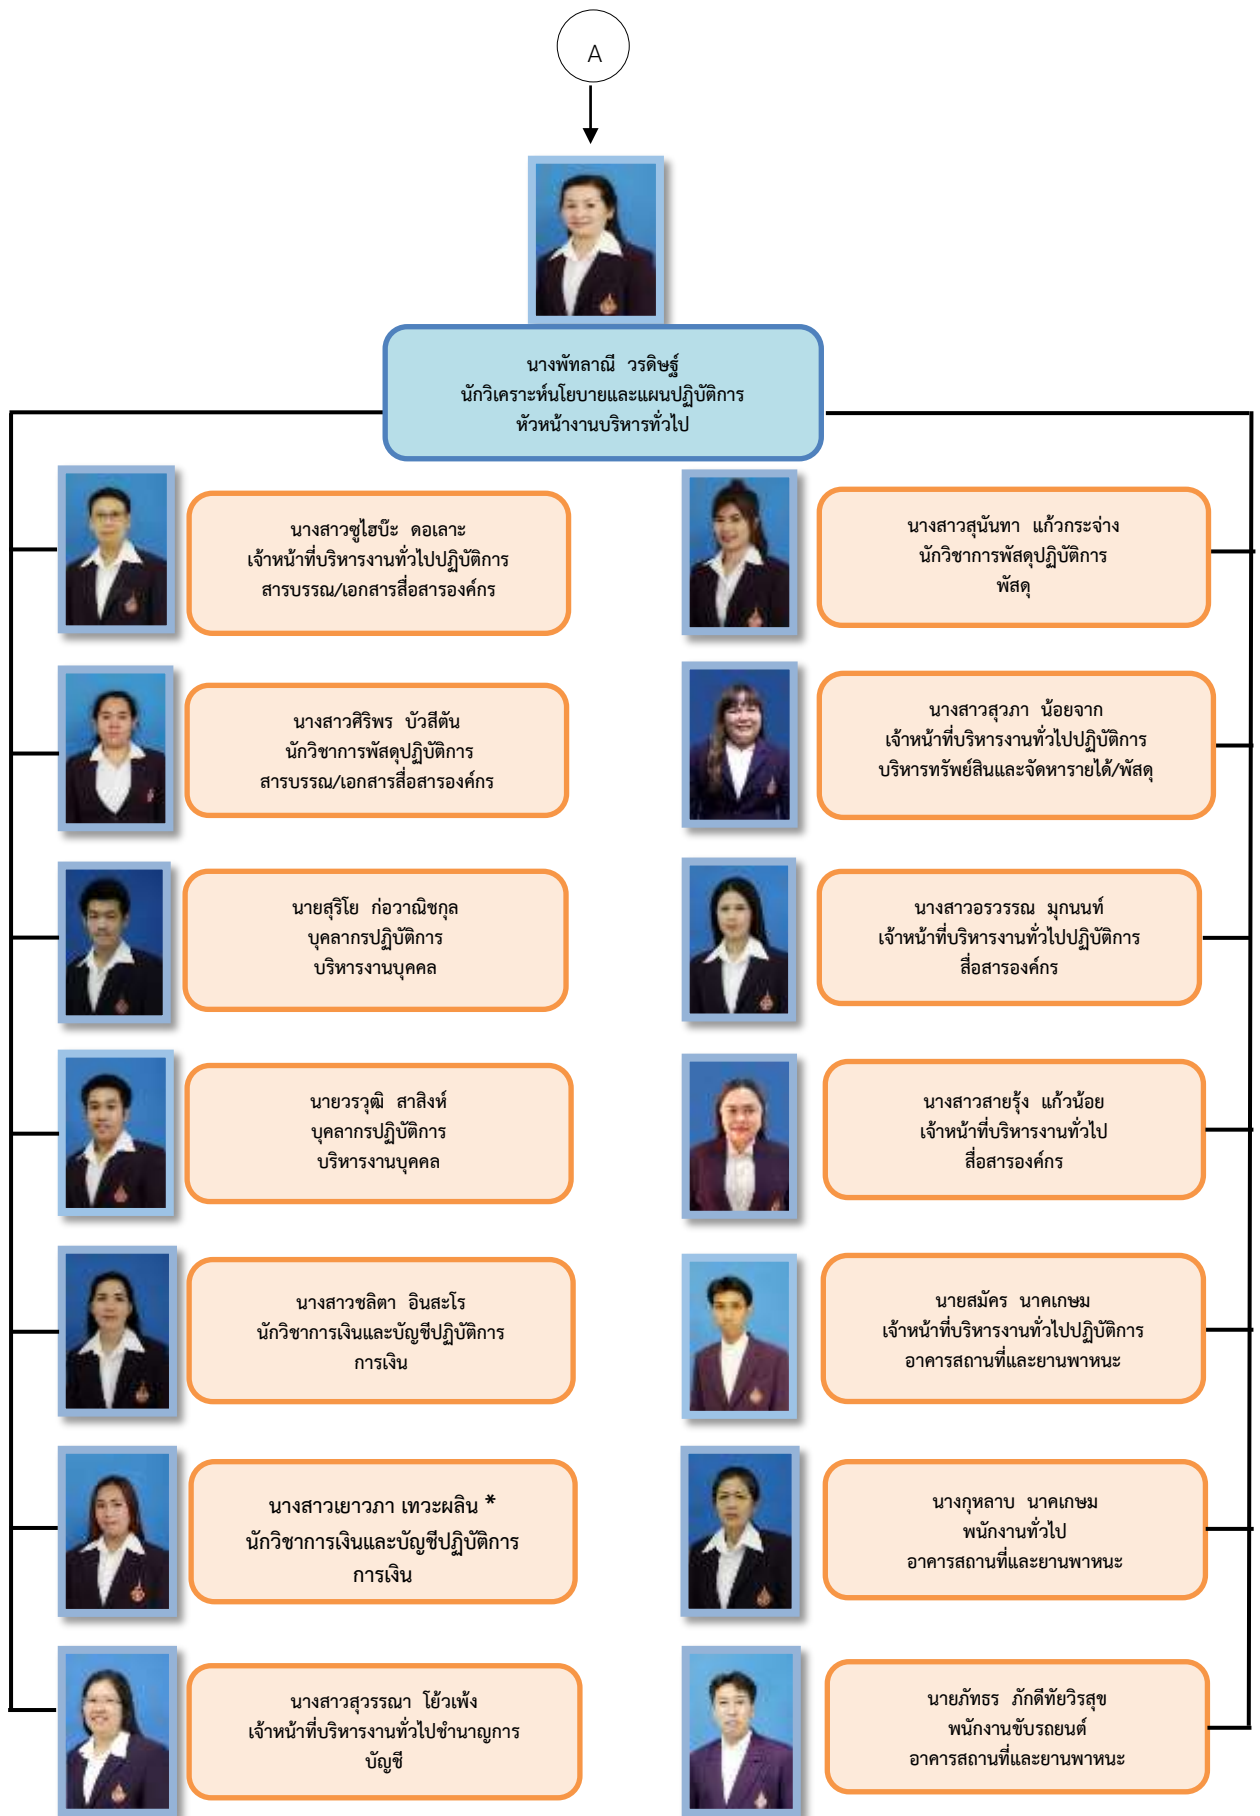 A
นางพัทลาณี วรดิษฐ์
นักวิเคราะห์นโยบายและแผนปฏิบัติการ
หัวหน้างานบริหารทั่วไป
นางสาวซูไฮบ๊ะ ดอเลาะ
เจ้าหน้าที่บริหารงานทั่วไปปฏิบัติการ
สารบรรณ/เอกสารสื่อสารองค์กร
นางสาวศิริพร บัวสีตัน
นักวิชาการพัสดุปฏิบัติการ
สารบรรณ/เอกสารสื่อสารองค์กร
นายสุริโย ก่อวาณิชกุล
บุคลากรปฏิบัติการ
บริหารงานบุคคล
นายวรวุฒิ สาสิงห์
บุคลากรปฏิบัติการ
บริหารงานบุคคล
นางสาวชลิตา อินสะโร
นักวิชาการเงินและบัญชีปฏิบัติการ
การเงิน
นางสาวเยาวภา เทวะผลิน *
นักวิชาการเงินและบัญชีปฏิบัติการ
การเงิน
นางสาวสุวรรณา โย้วเพ้ง
เจ้าหน้าที่บริหารงานทั่วไปชำนาญการ
บัญชี
นางสาวสุนันทา แก้วกระจ่าง
นักวิชาการพัสดุปฏิบัติการ
พัสดุ
นางสาวสุวภา น้อยจาก
เจ้าหน้าที่บริหารงานทั่วไปปฏิบัติการ
บริหารทรัพย์สินและจัดหารายได้/พัสดุ
นางสาวอรวรรณ มุกนนท์
เจ้าหน้าที่บริหารงานทั่วไปปฏิบัติการ
สื่อสารองค์กร
นางสาวสายรุ้ง แก้วน้อย
เจ้าหน้าที่บริหารงานทั่วไป
สื่อสารองค์กร
นายสมัคร นาคเกษม
เจ้าหน้าที่บริหารงานทั่วไปปฏิบัติการ
อาคารสถานที่และยานพาหนะ
นางกุหลาบ นาคเกษม
พนักงานทั่วไป
อาคารสถานที่และยานพาหนะ
นายภัทธร ภักดีทัยวิรสุข
พนักงานขับรถยนต์
อาคารสถานที่และยานพาหนะ